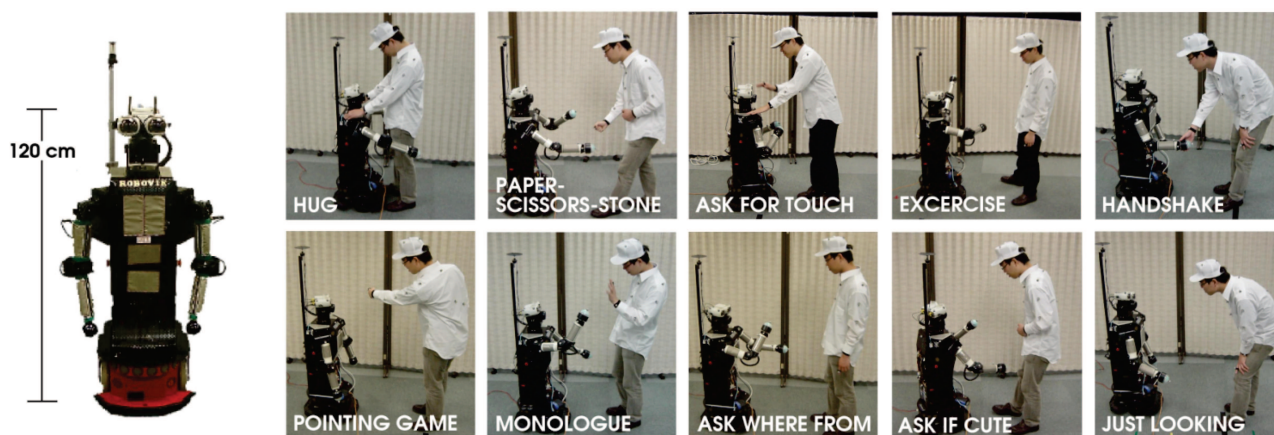 120 cm
ROBOVIE
HUG
PAPER-
SCISSORS-STONE
ASK FOR TOUCH
EXCERCISE
HANDSHAKE
POINTING GAME
MONOLOGUE
ASK WHERE FROM
ASK IF CUTE
JUST LOOKING